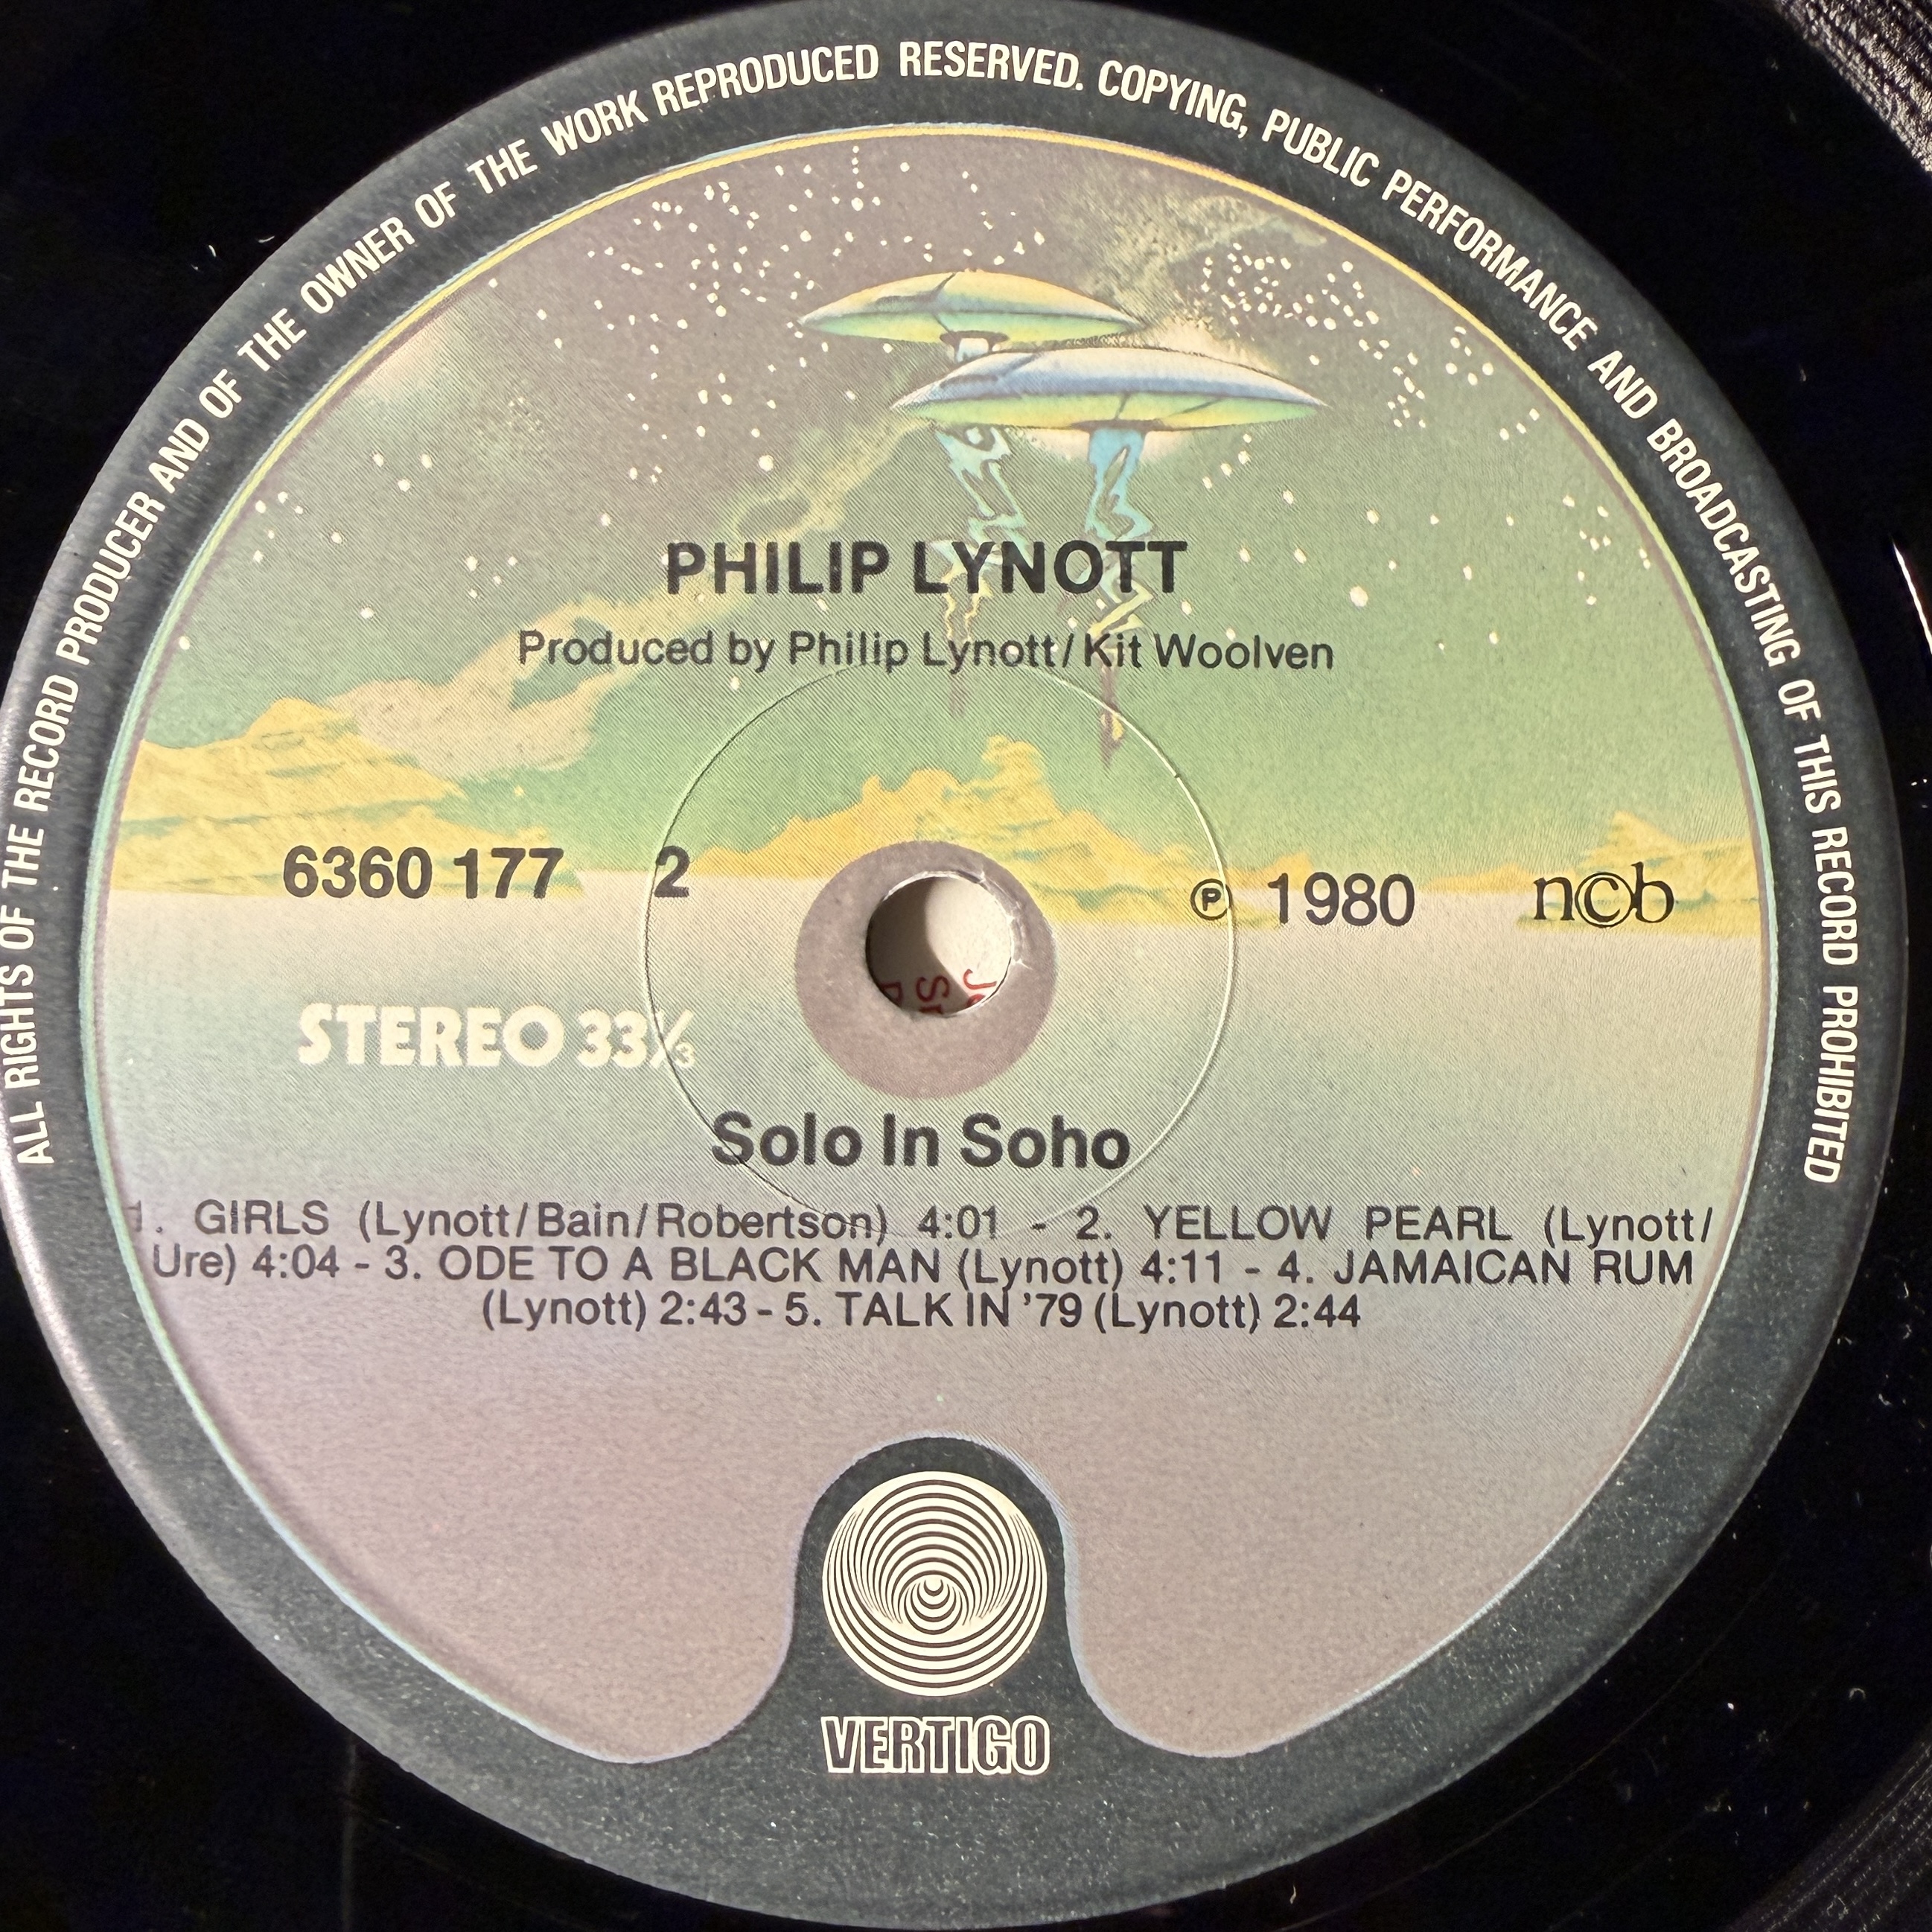 ALL RIGHTS OF THE RECORD PRODUCER AND OF THE OWNER OF THE WORK REPRODUCED RESERVED. COPYING, PUBLIC PERFORMANCE AND BROADCASTING OF THIS RECORD PROHIBITED
PHILIP LYNOTT
Produced by Philip Lynott/Kit Woolven
6360 177 2 ℗ 1980 n©b
STEREO 33⅓
Solo In Soho
1. GIRLS (Lynott/Bain/Robertson) 4:01 - 2. YELLOW PEARL (Lynott/
Ure) 4:04 - 3. ODE TO A BLACK MAN (Lynott) 4:11 - 4. JAMAICAN RUM
(Lynott) 2:43 - 5. TALK IN '79 (Lynott) 2:44
VERTIGO